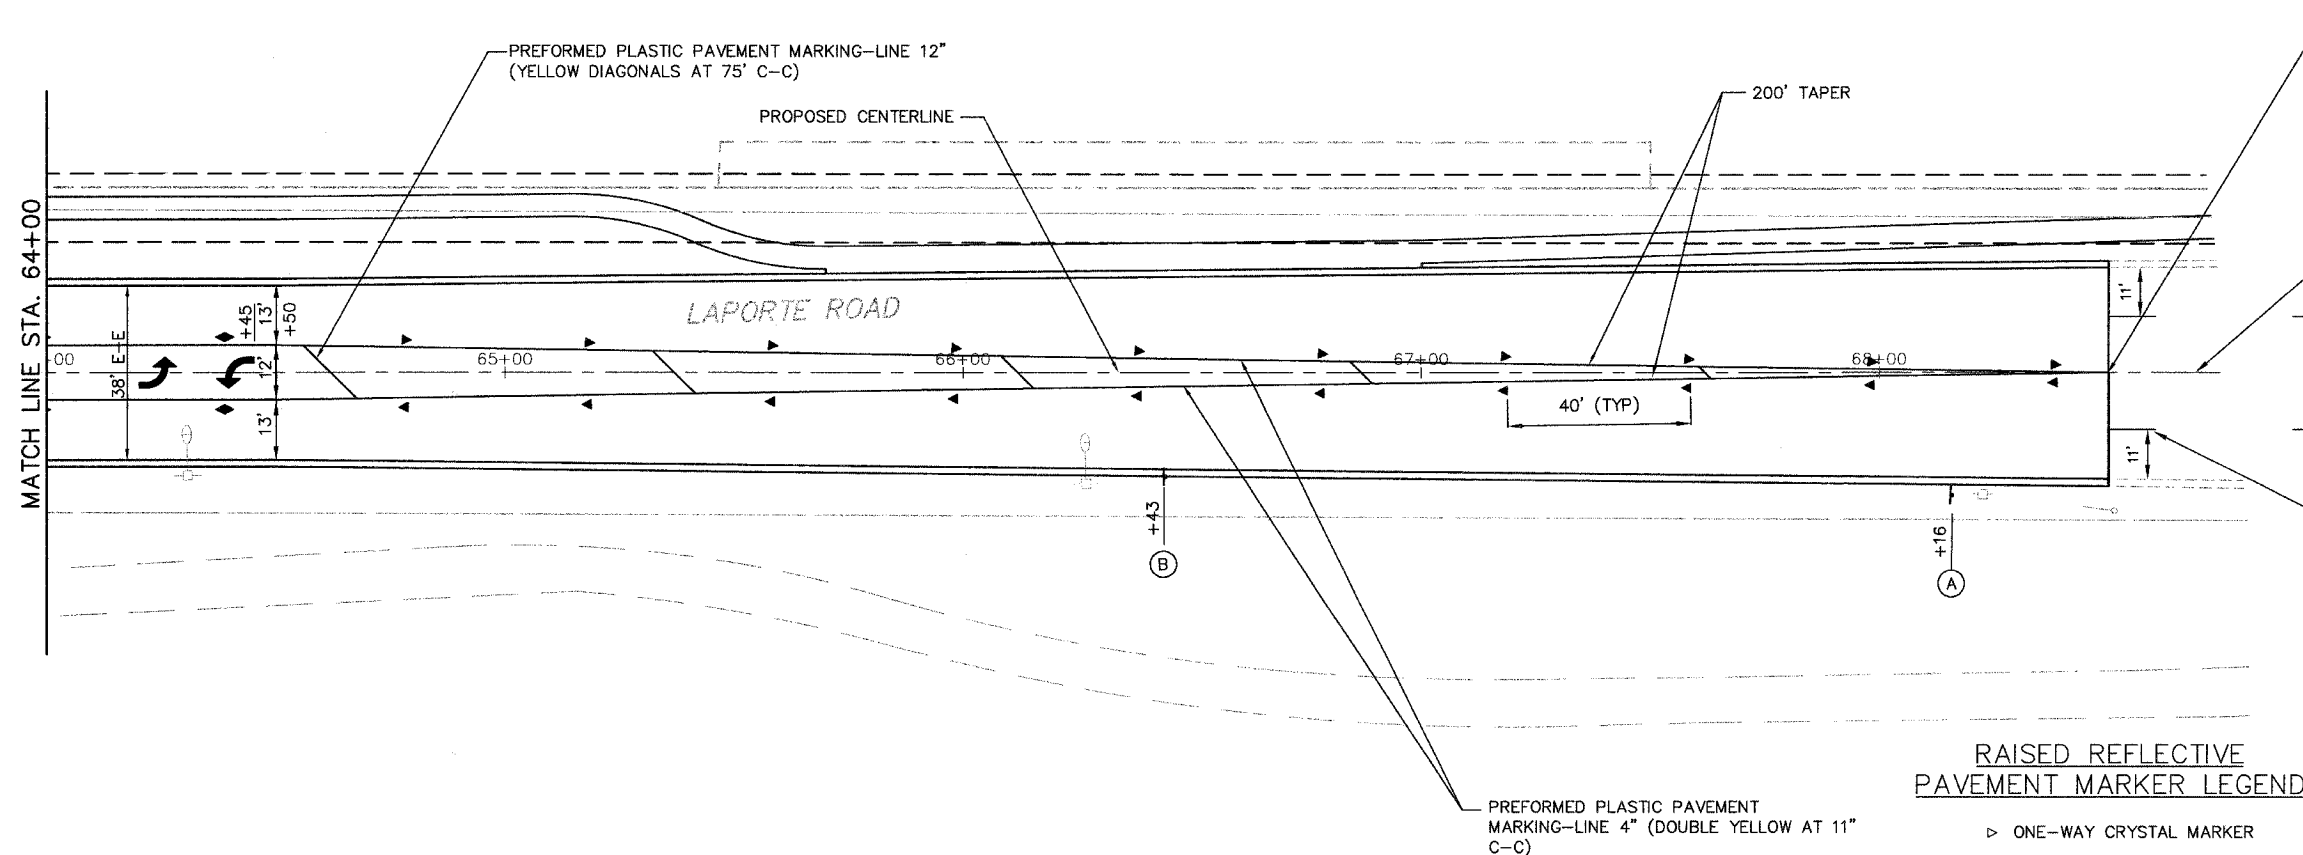 PREFORMED PLASTIC PAVEMENT MARKING-LINE 12"
(YELLOW DIAGONALS AT 75' C-C)
PROPOSED CENTERLINE
200' TAPER
MATCH LINE STA. 64+00
+00
38' E-E
+45
13'
+50
12'
13'
LAPORTE ROAD
65+00
66+00
67+00
68+00
40' (TYP)
11'
11'
+43
B
+16
A
PREFORMED PLASTIC PAVEMENT
MARKING-LINE 4" (DOUBLE YELLOW AT 11"
C-C)
RAISED REFLECTIVE
PAVEMENT MARKER LEGEND
▷ ONE-WAY CRYSTAL MARKER